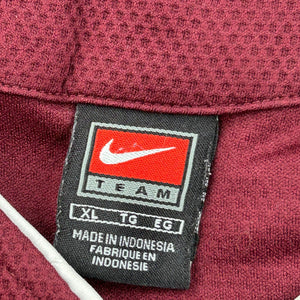 TEAM
XL TG EG
MADE IN INDONESIA
FABRIQUE EN
INDONESIE